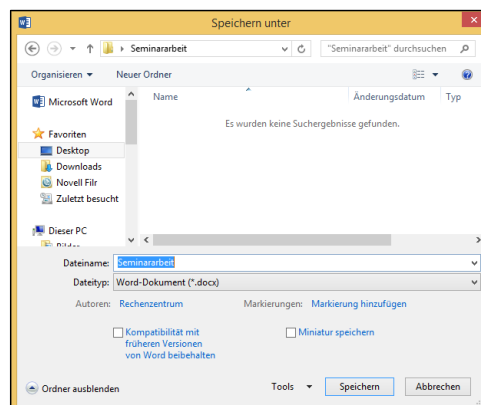 Speichern unter
Seminararbeit
"Seminararbeit" durchsuchen
Organisieren
Neuer Ordner
Microsoft Word
Favoriten
Desktop
Downloads
Novell Filr
Zuletzt besucht
Dieser PC
Bilder
Name
Änderungsdatum
Typ
Es wurden keine Suchergebnisse gefunden.
Dateiname: Seminararbeit
Dateityp: Word-Dokument (*.docx)
Autoren: Rechenzentrum
Markierungen: Markierung hinzufügen
Kompatibilität mit
früheren Versionen
von Word beibehalten
Miniatur speichern
Ordner ausblenden
Tools
Speichern
Abbrechen